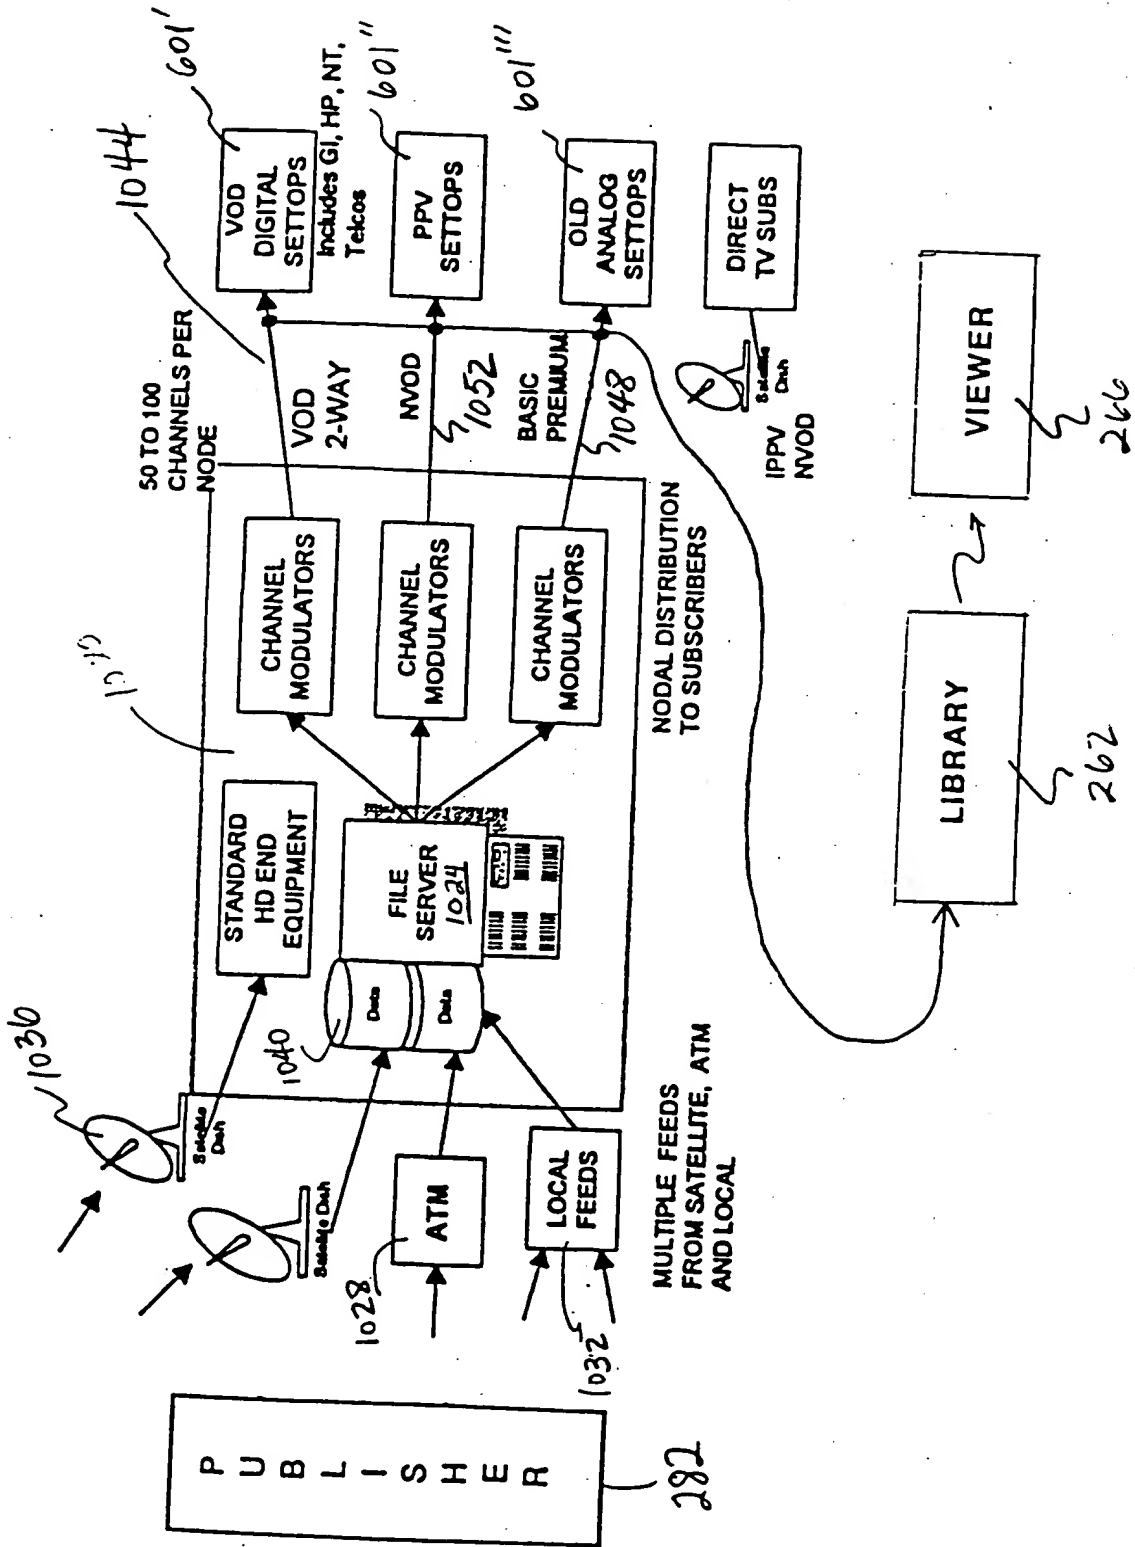 PUBLISHER
282
1036
Satellite
Dish
Satellite Dish
1028
ATM
1032
LOCAL
FEEDS
MULTIPLE FEEDS
FROM SATELLITE, ATM
AND LOCAL
STANDARD
HD END
EQUIPMENT
1040
Data
Data
FILE
SERVER
1024
CHANNEL
MODULATORS
CHANNEL
MODULATORS
CHANNEL
MODULATORS
NODAL DISTRIBUTION
TO SUBSCRIBERS
50 TO 100
CHANNELS PER
NODE
1044
VOD
2-WAY
NVOD
1052
BASIC
PREMIUM
1048
601'
VOD
DIGITAL
SETTOPS
Includes GI, HP, NT,
Telcos
601''
PPV
SETTOPS
601'''
OLD
ANALOG
SETTOPS
DIRECT
TV SUBS
Satellite
Dish
IPPV
NVOD
LIBRARY
262
VIEWER
266